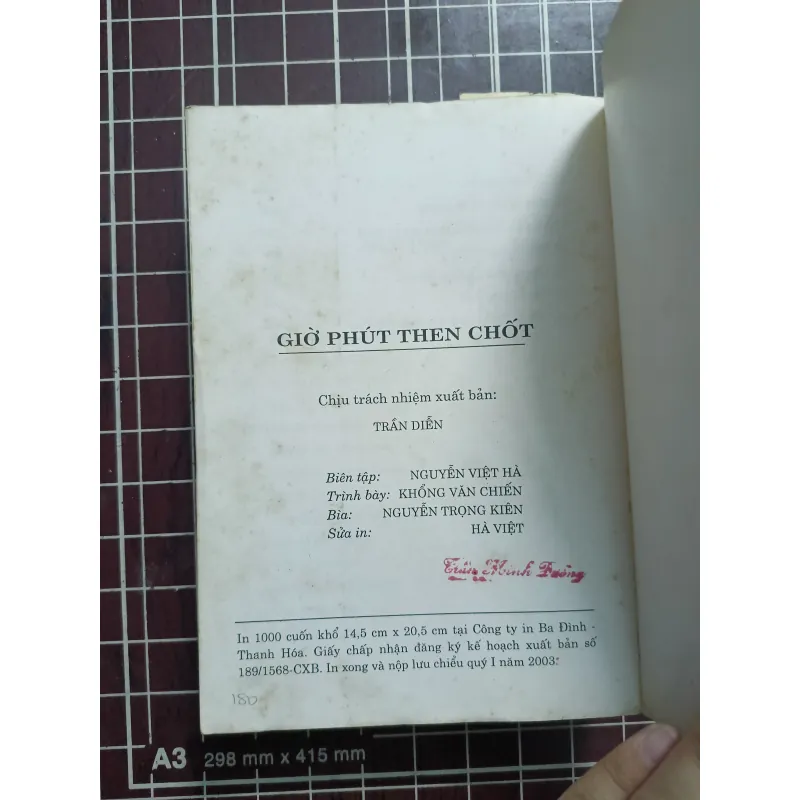 GIỜ PHÚT THEN CHỐT
Chịu trách nhiệm xuất bản:
TRẦN DIỄN
Biên tập: NGUYỄN VIỆT HÀ
Trình bày: KHỔNG VĂN CHIẾN
Bìa: NGUYỄN TRỌNG KIÊN
Sửa in: HÀ VIỆT
Trần Minh
In 1000 cuốn khổ 14,5 cm x 20,5 cm tại Công ty in Ba Đình -
Thanh Hóa. Giấy chấp nhận đăng ký kế hoạch xuất bản số
189/1568-CXB. In xong và nộp lưu chiểu quý I năm 2003.
180
A3 298 mm x 415 mm